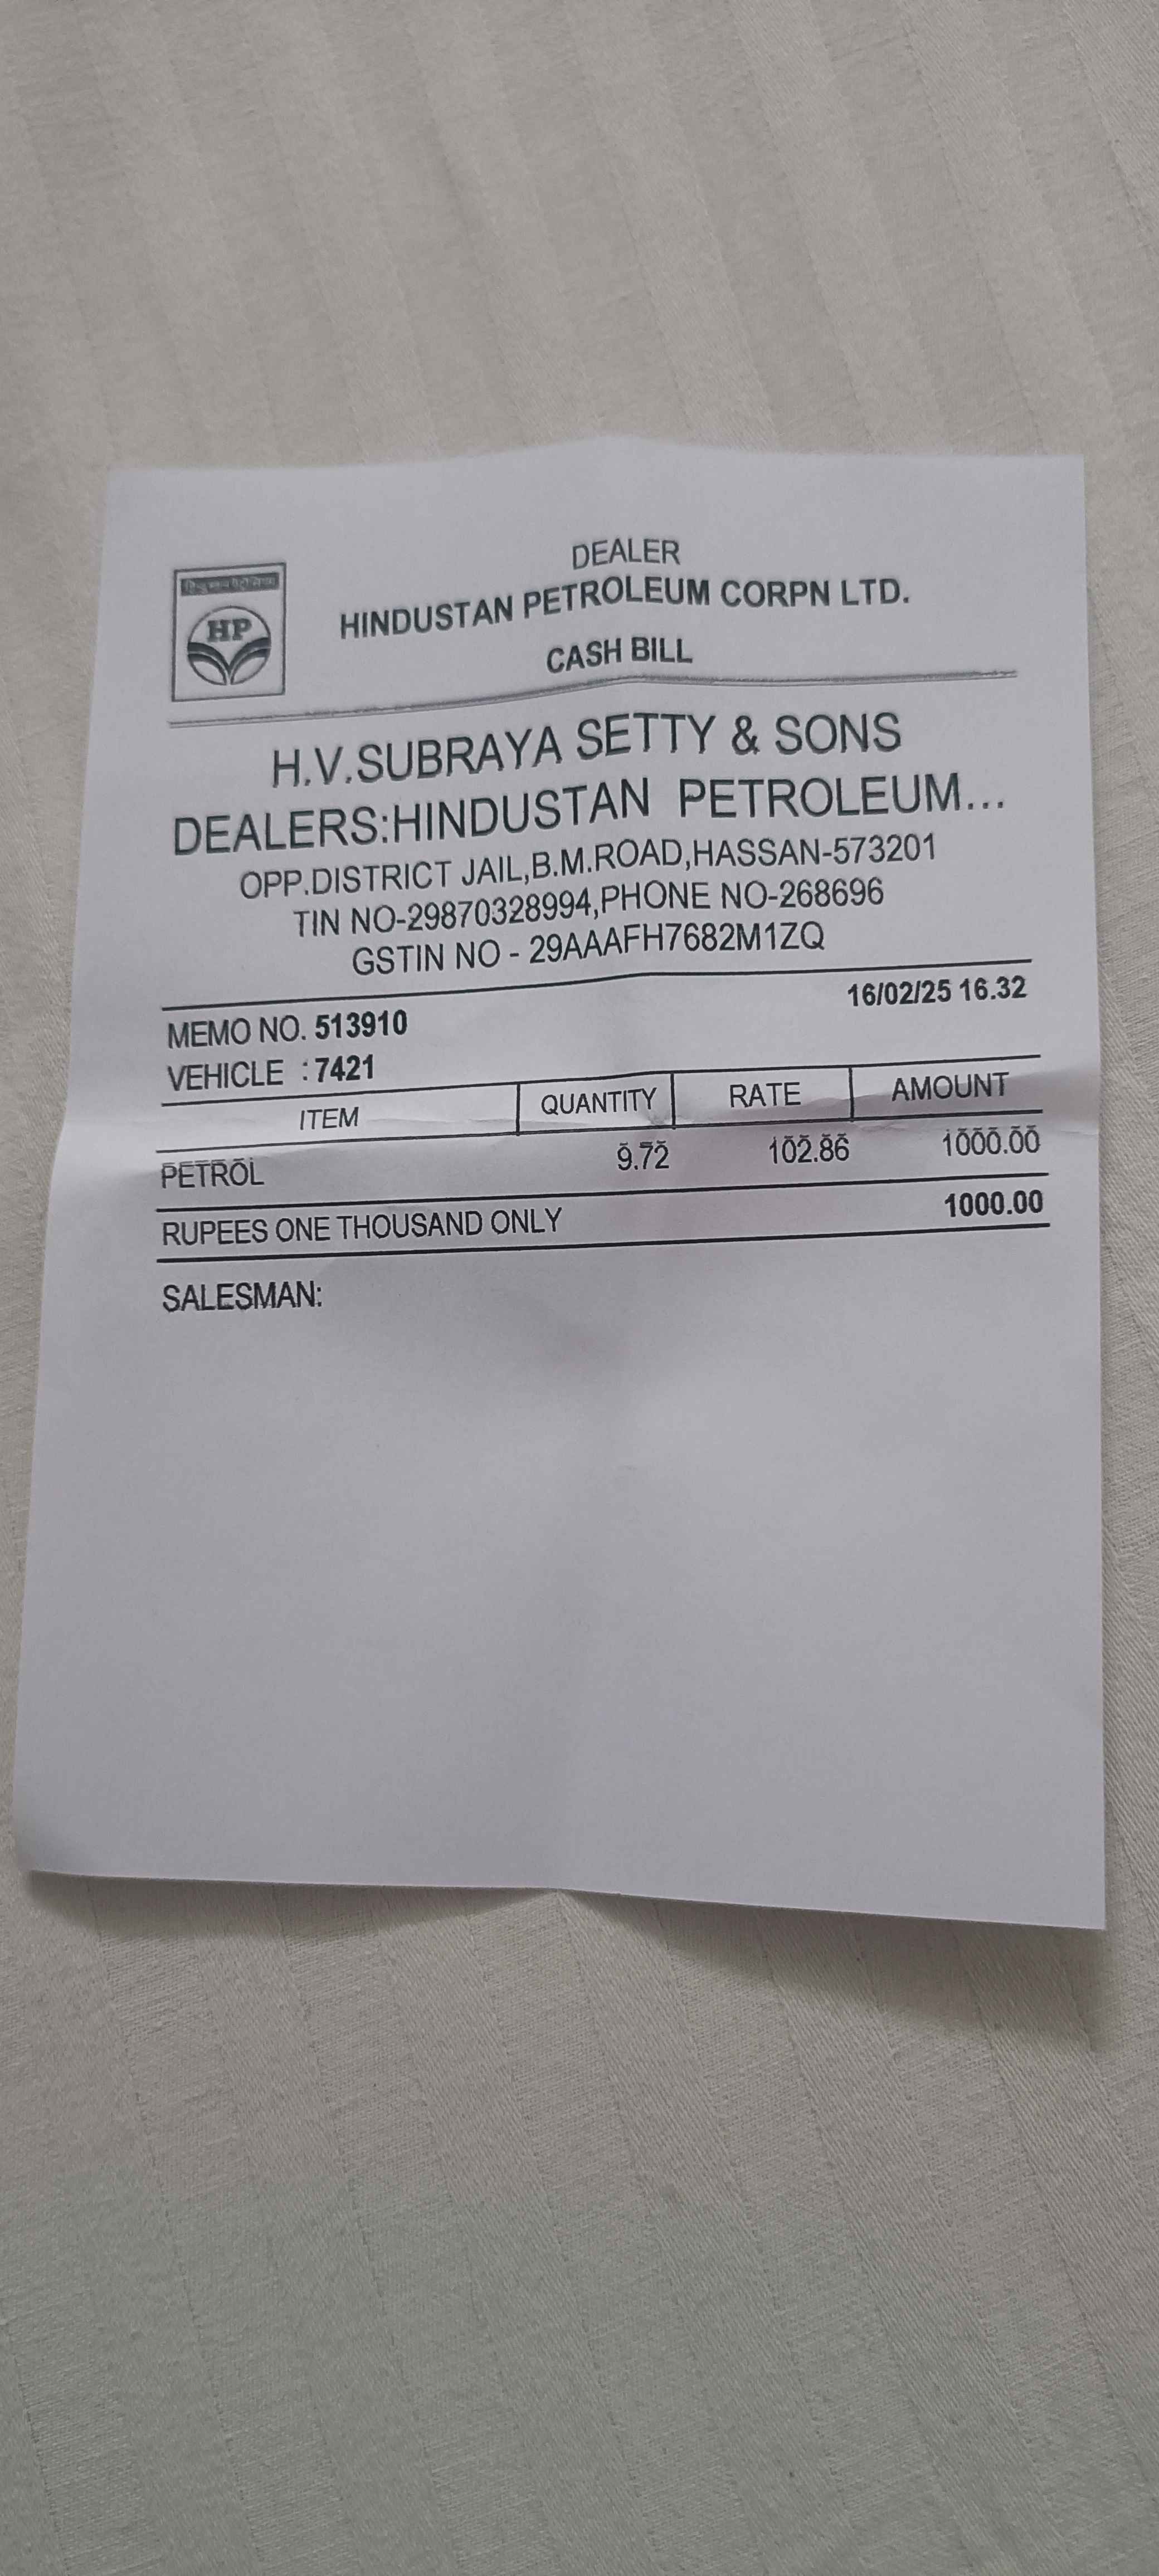 DEALER
HINDUSTAN PETROLEUM CORPN LTD.
HP
CASH BILL
H.V.SUBRAYA SETTY & SONS
DEALERS:HINDUSTAN PETROLEUM...
OPP.DISTRICT JAIL,B.M.ROAD,HASSAN-573201
TIN NO-29870328994,PHONE NO-268696
GSTIN NO - 29AAAFH7682M1ZQ
16/02/25 16.32
MEMO NO. 513910
VEHICLE : 7421
ITEM QUANTITY RATE AMOUNT
PETROL 9.72 102.86 1000.00
RUPEES ONE THOUSAND ONLY 1000.00
SALESMAN: